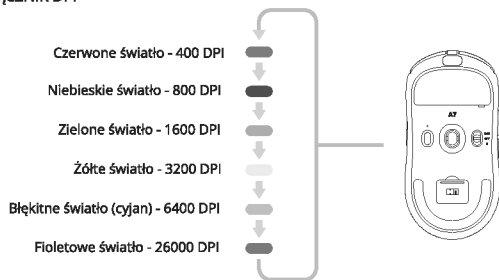 Czerwone światło - 400 DPI
Niebieskie światło - 800 DPI
Zielone światło - 1600 DPI
Żółte światło - 3200 DPI
Błękitne światło (cyjan) - 6400 DPI
Fioletowe światło - 26000 DPI
A7